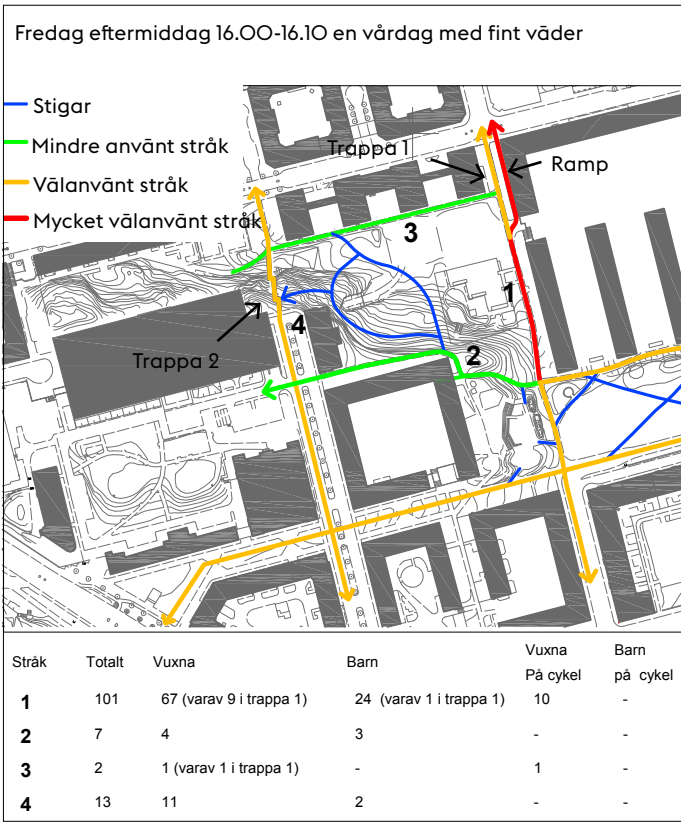 Fredag eftermiddag 16.00-16.10 en vårdag med fint väder
Stigar
Mindre använt stråk
Välanvänt stråk
Mycket välanvänt stråk
Trappa 1
Ramp
3
1
4
2
Trappa 2
Stråk Totalt Vuxna Barn Vuxna På cykel Barn på cykel
1 101 67 (varav 9 i trappa 1) 24 (varav 1 i trappa 1) 10 -
2 7 4 3 - -
3 2 1 (varav 1 i trappa 1) - 1 -
4 13 11 2 - -